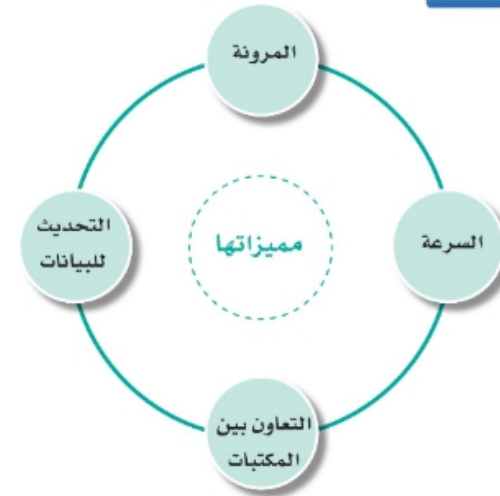 المرونة
السرعة
مميزاتها
التحديث
للبيانات
التعاون بين
المكتبات